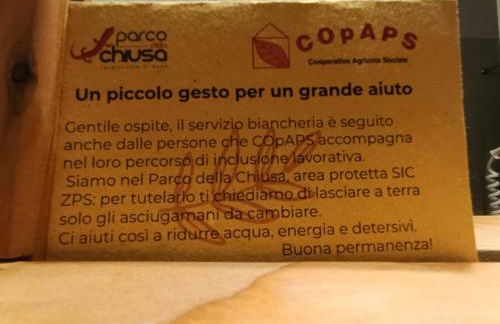 parco
della
chiusa
COPAPS
Cooperativa Agricola Sociale
Un piccolo gesto per un grande aiuto
Gentile ospite, il servizio biancheria è seguito
anche dalle persone che COpAPS accompagna
nel loro percorso di inclusione lavorativa.
Siamo nel Parco della Chiusa, area protetta SIC
ZPS: per tutelarlo ti chiediamo di lasciare a terra
solo gli asciugamani da cambiare.
Ci aiuti così a ridurre acqua, energia e detersivi.
Buona permanenza!